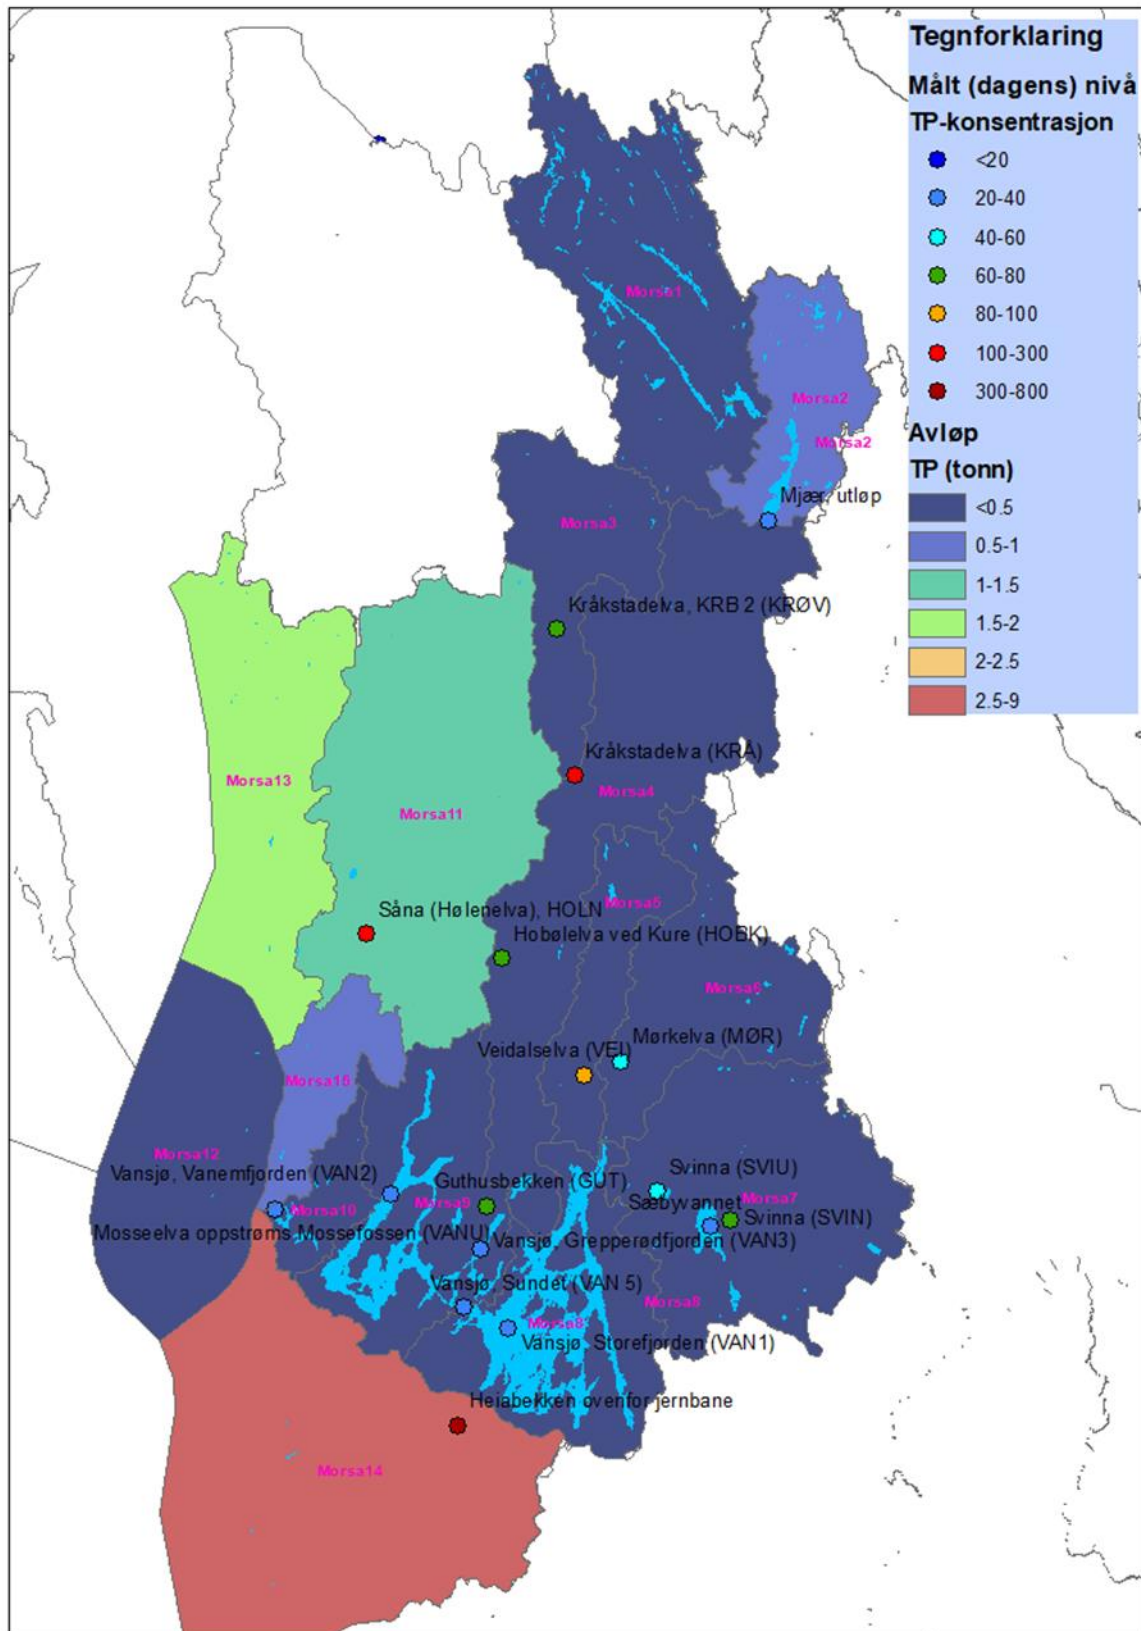 Tegnforklaring
Målt (dagens) nivå
TP-konsentrasjon
<20
20-40
40-60
60-80
80-100
100-300
300-800
Avløp
TP (tonn)
<0.5
0.5-1
1-1.5
1.5-2
2-2.5
2.5-9
Morsa1
Morsa2
Morsa2
Mjær, utløp
Morsa3
Kråkstadelva, KRB 2 (KRØV)
Kråkstadelva (KRÅ)
Morsa13
Morsa4
Morsa11
Morsa5
Såna (Hølenelva), HOLN
Hobølelva ved Kure (HOBK)
Morsa6
Mørkelva (MØR)
Veidalselva (VEI)
Morsa15
Morsa12
Vansjø, Vanemfjorden (VAN2)
Svinna (SVIU)
Guthusbekken (GUT)
Morsa9
Sæbyvannet
Morsa7
Morsa10
Svinna (SVIN)
Mosseelva oppstrøms Mossefossen (VANU)
Vansjø, Grepperødfjorden (VAN3)
Vansjø, Sundet (VAN 5)
Morsa8
Morsa8
Vansjø, Storefjorden (VAN1)
Heiabekken ovenfor jernbane
Morsa14